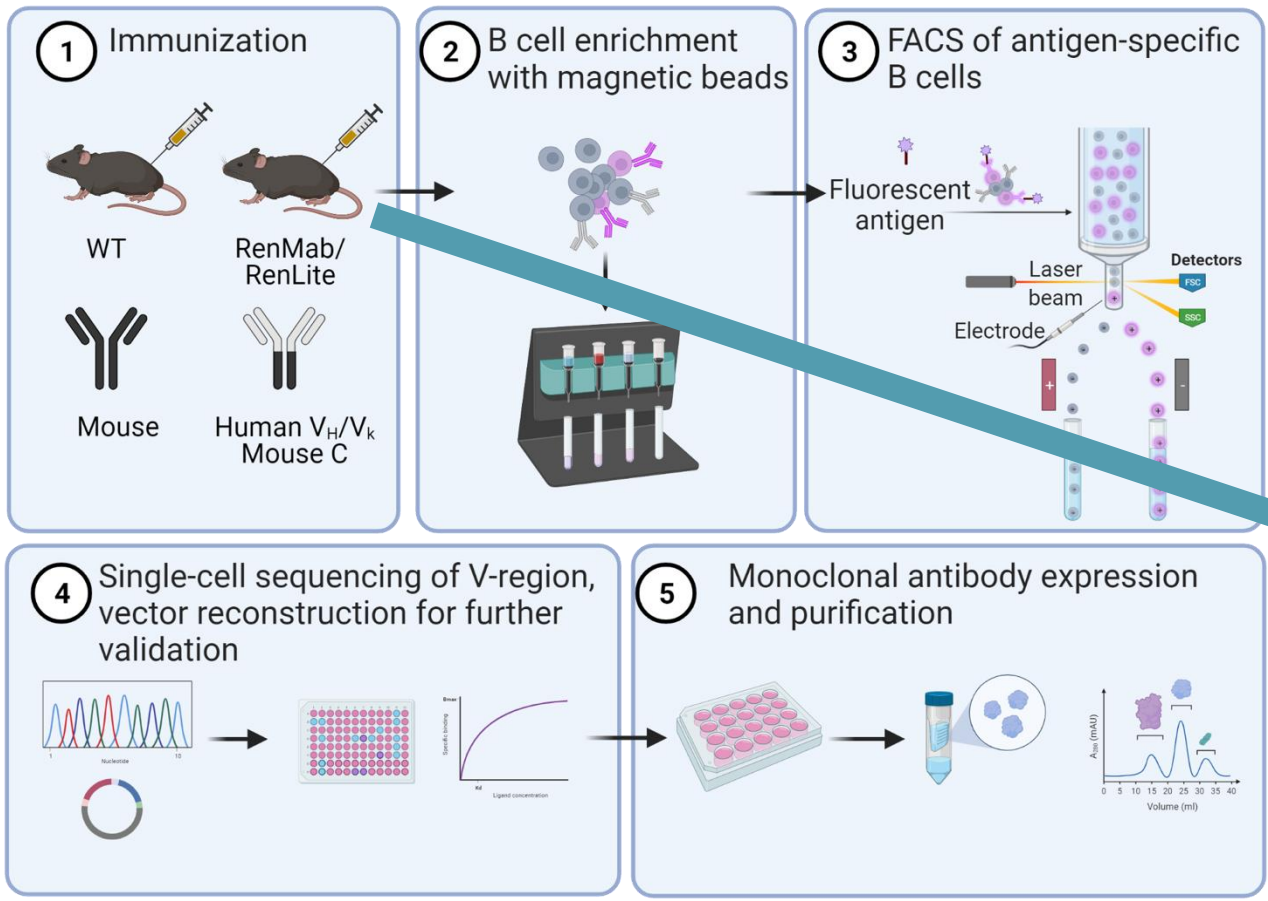 1
Immunization
WT
RenMab/
RenLite
Mouse
Human VH/Vk
Mouse C
2
B cell enrichment
with magnetic beads
3
FACS of antigen-specific
B cells
Fluorescent
antigen
Laser
beam
Detectors
FSC
SSC
Electrode
+
-
4
Single-cell sequencing of V-region,
vector reconstruction for further
validation
1
10
Nucleotide
Bmax
Specific binding
Kd
Ligand concentration
5
Monoclonal antibody expression
and purification
A280 (mAU)
0 5 10 15 20 25 30 35 40
Volume (ml)